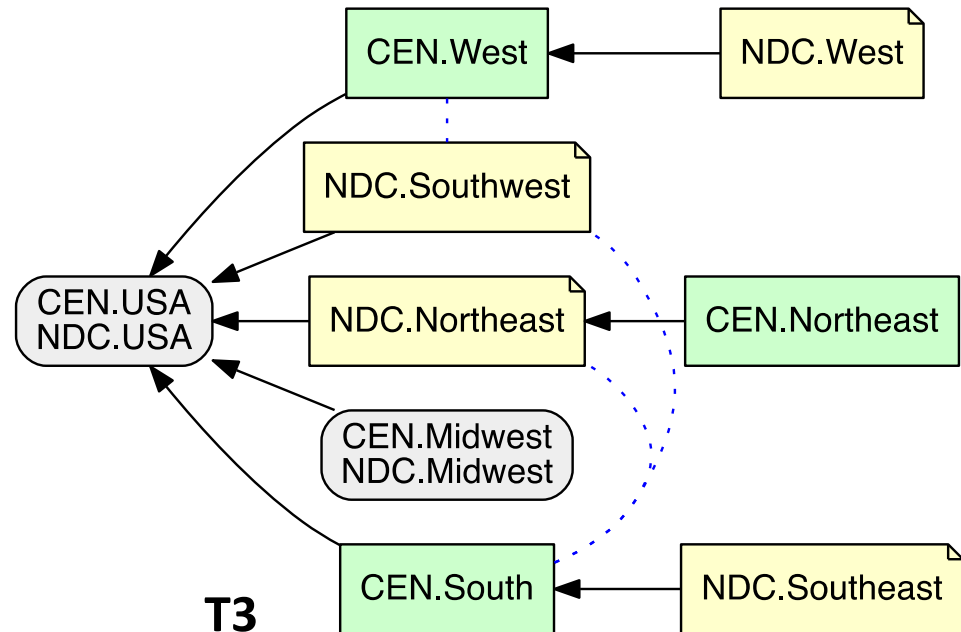 CEN.West
NDC.West
NDC.Southwest
CEN.USA
NDC.USA
NDC.Northeast
CEN.Northeast
CEN.Midwest
NDC.Midwest
CEN.South
NDC.Southeast
T3